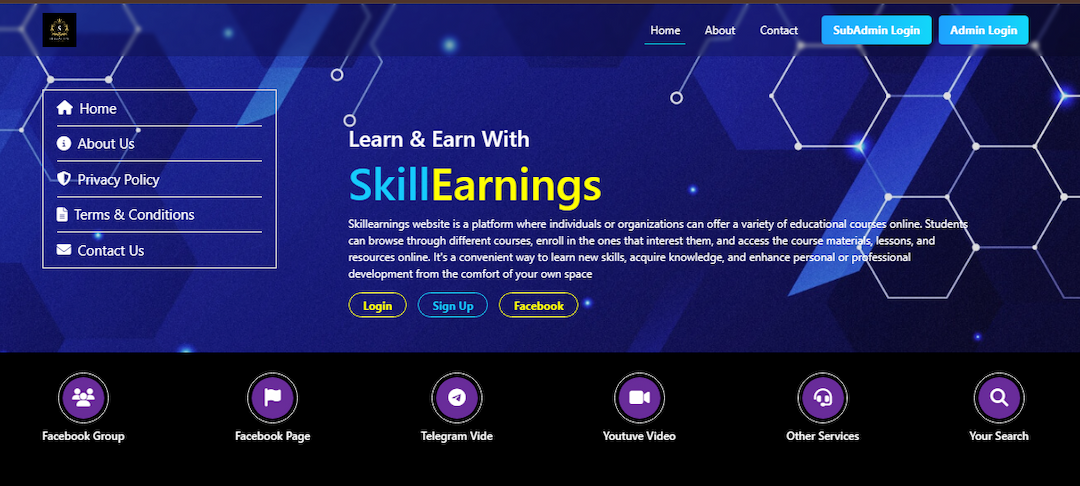 Home
About
Contact
SubAdmin Login
Admin Login
Home
About Us
Privacy Policy
Terms & Conditions
Contact Us
Learn & Earn With
SkillEarnings
Skillearnings website is a platform where individuals or organizations can offer a variety of educational courses online. Students
can browse through different courses, enroll in the ones that interest them, and access the course materials, lessons, and
resources online. It's a convenient way to learn new skills, acquire knowledge, and enhance personal or professional
development from the comfort of your own space
Login
Sign Up
Facebook
Facebook Group
Facebook Page
Telegram Vide
Youtuve Video
Other Services
Your Search